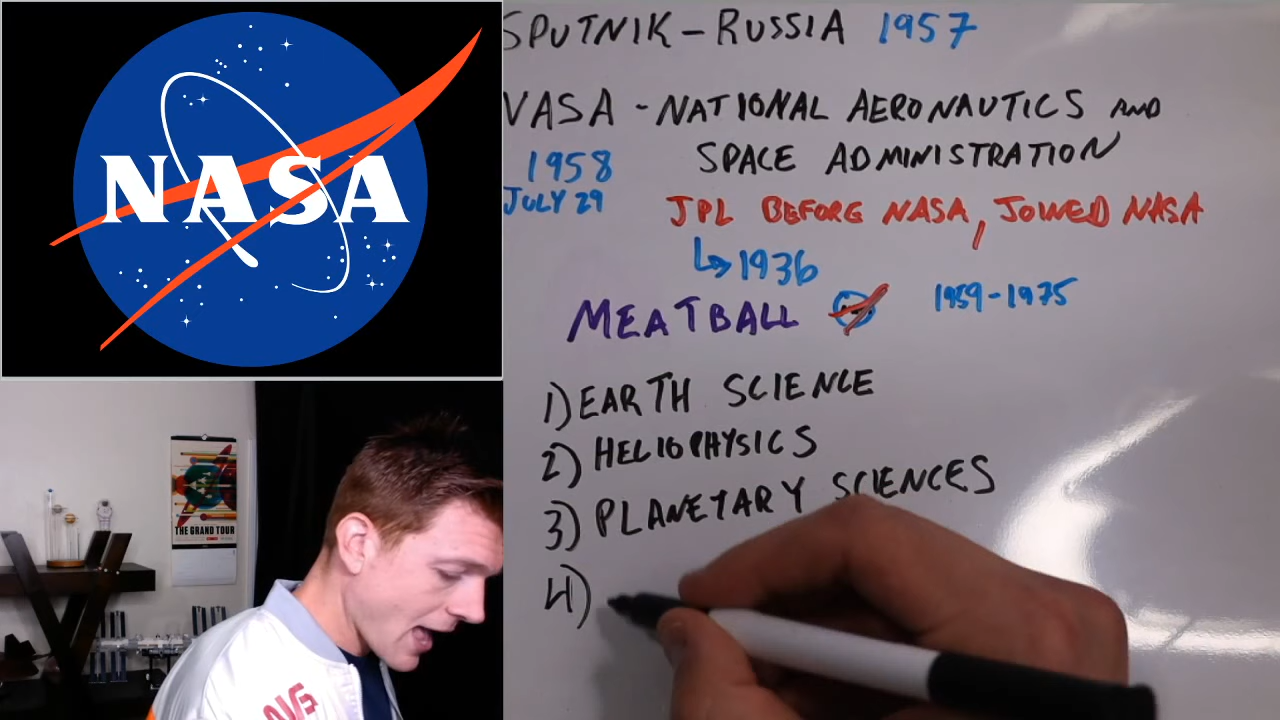 NASA
SPUTNIK - RUSSIA 1957
NASA - NATIONAL AERONAUTICS AND
SPACE ADMINISTRATION
1958
JULY 29
JPL BEFORE NASA, JOINED NASA
↳ 1936
MEATBALL 1959-1975
1) EARTH SCIENCE
2) HELIOPHYSICS
3) PLANETARY SCIENCES
4)
THE GRAND TOUR